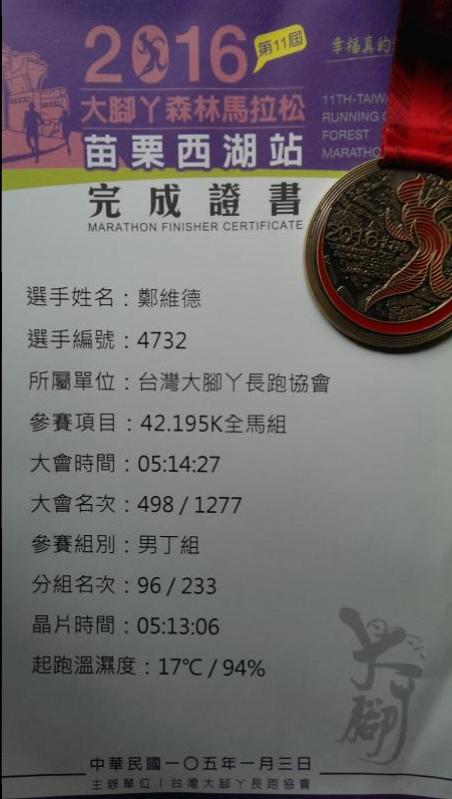 2016
第11屆
幸福真的
大腳丫森林馬拉松
苗栗西湖站
11TH-TAIWA
RUNNING
FOREST
MARATHO
完成證書
MARATHON FINISHER CERTIFICATE
2016
選手姓名：鄭維德
選手編號：4732
所屬單位：台灣大腳丫長跑協會
參賽項目：42.195K全馬組
大會時間：05:14:27
大會名次：498 / 1277
參賽組別：男丁組
分組名次：96 / 233
晶片時間：05:13:06
起跑溫濕度：17℃ / 94%
大腳
中華民國一〇五年一月三日
主辦單位｜台灣大腳丫長跑協會